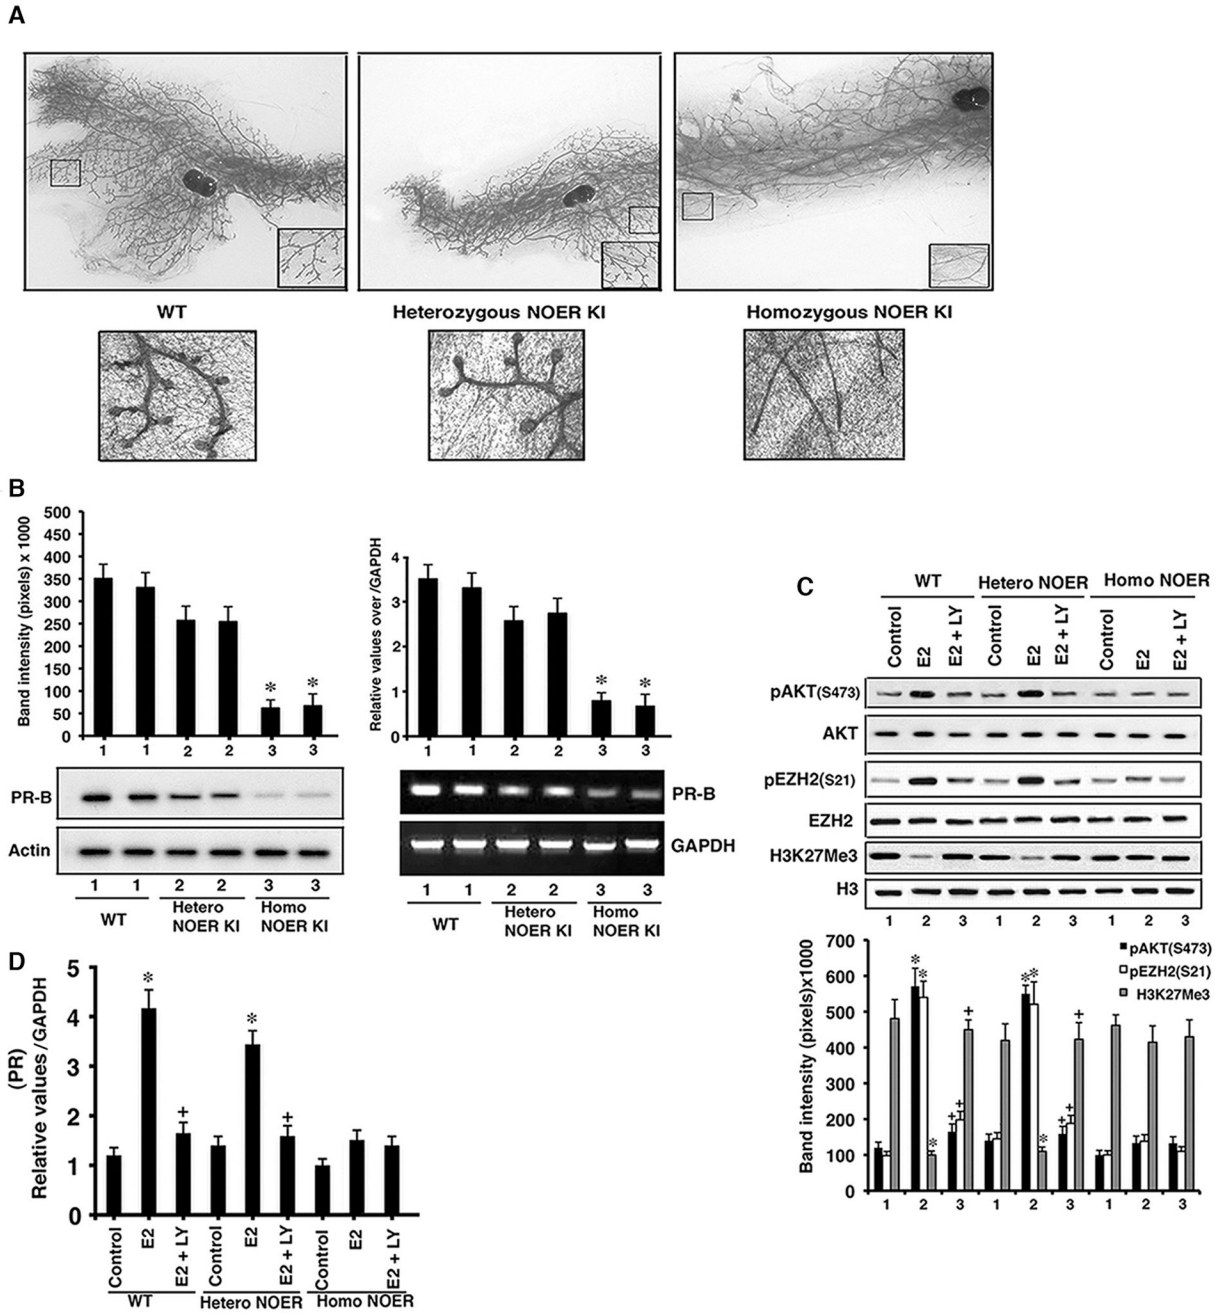 A
WT
Heterozygous NOER KI
Homozygous NOER KI
B
Band intensity (pixels) x 1000
500
450
400
350
300
250
200
150
100
50
0
* *
1 1 2 2 3 3
PR-B
Actin
1 1 2 2 3 3
WT
Hetero NOER KI
Homo NOER KI
Relative values over /GAPDH
4
3
2
1
0
* *
1 1 2 2 3 3
PR-B
GAPDH
1 1 2 2 3 3
WT
Hetero NOER KI
Homo NOER KI
C
WT Hetero NOER Homo NOER
Control E2 E2 + LY Control E2 E2 + LY Control E2 E2 + LY
pAKT(S473)
AKT
pEZH2(S21)
EZH2
H3K27Me3
H3
1 2 3 1 2 3 1 2 3
Band intensity (pixels)x1000
700
600
500
400
300
200
100
0
pAKT(S473)
pEZH2(S21)
H3K27Me3
* * * + + + * * * + + +
1 2 3 1 2 3 1 2 3
D
(PR)
Relative values /GAPDH
5
4
3
2
1
0
* + * +
Control E2 E2 + LY Control E2 E2 + LY Control E2 E2 + LY
WT Hetero NOER Homo NOER